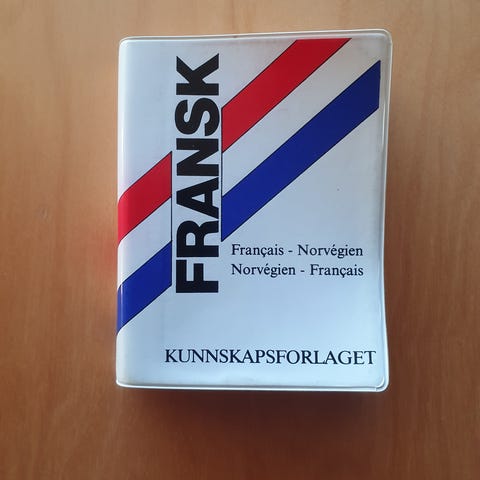 FRANSK
Français - Norvégien
Norvégien - Français
KUNNSKAPSFORLAGET